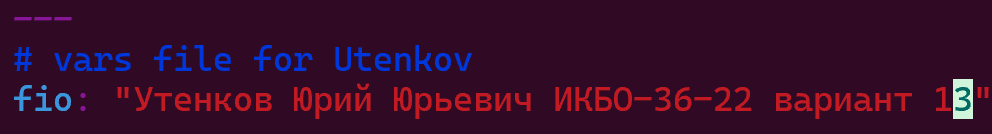 ---
# vars file for Utenkov
fio: "Утенков Юрий Юрьевич ИКБО-36-22 вариант 13"